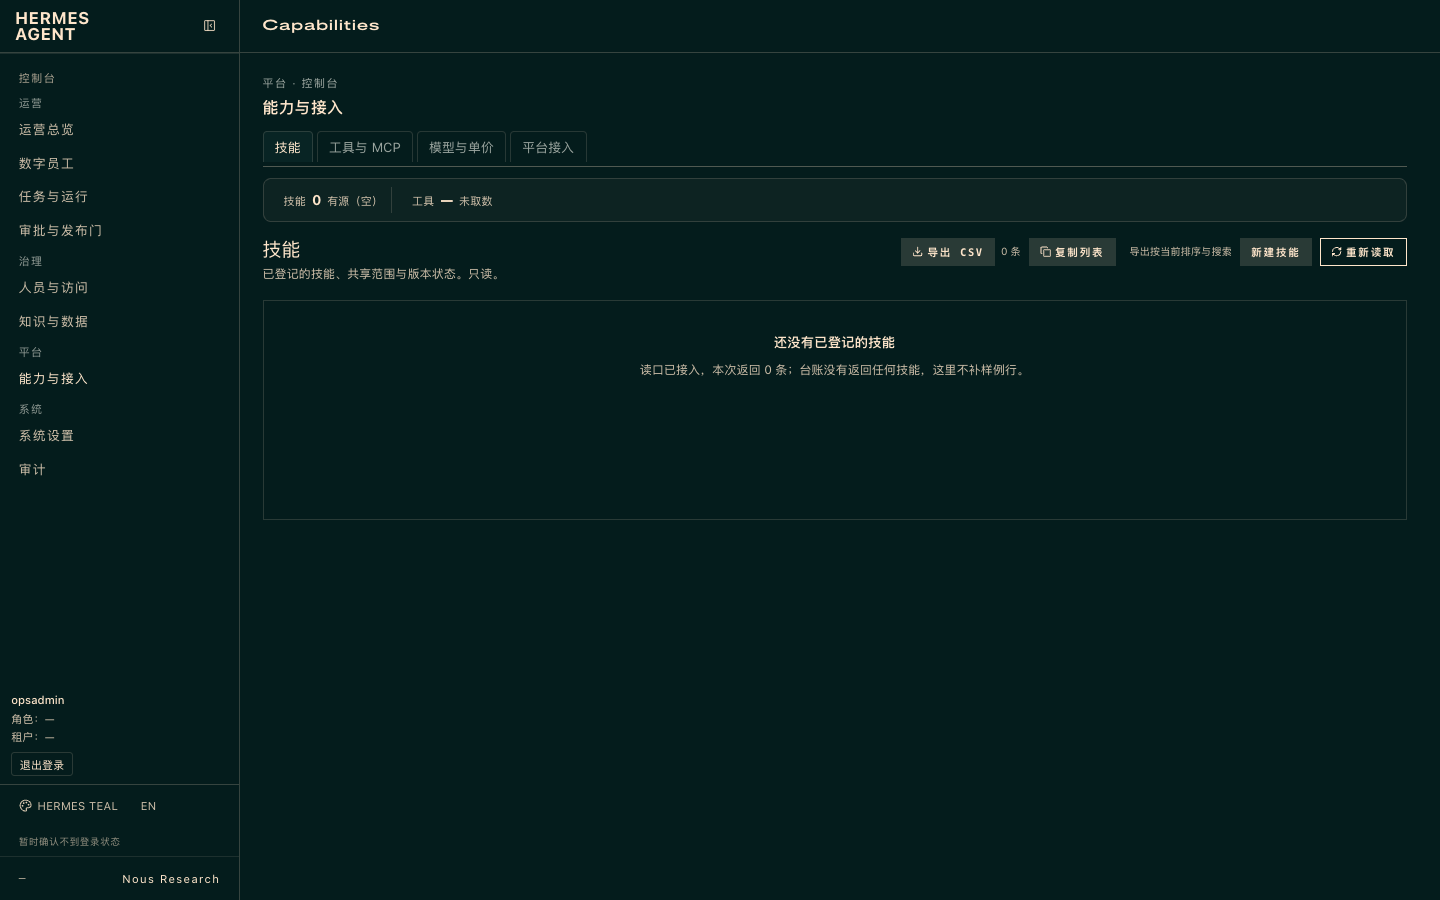 HERMES
AGENT
Capabilities
控制台
运营
运营总览
数字员工
任务与运行
审批与发布门
治理
人员与访问
知识与数据
平台
能力与接入
系统
系统设置
审计
opsadmin
角色：—
租户：—
退出登录
HERMES TEAL EN
暂时确认不到登录状态
— Nous Research
平台 · 控制台
能力与接入
技能 工具与 MCP 模型与单价 平台接入
技能 0 有源（空） 工具 — 未取数
技能
已登记的技能、共享范围与版本状态。只读。
导出 CSV 0 条 复制列表 导出按当前排序与搜索 新建技能 重新读取
还没有已登记的技能
读口已接入，本次返回 0 条；台账没有返回任何技能，这里不补样例行。